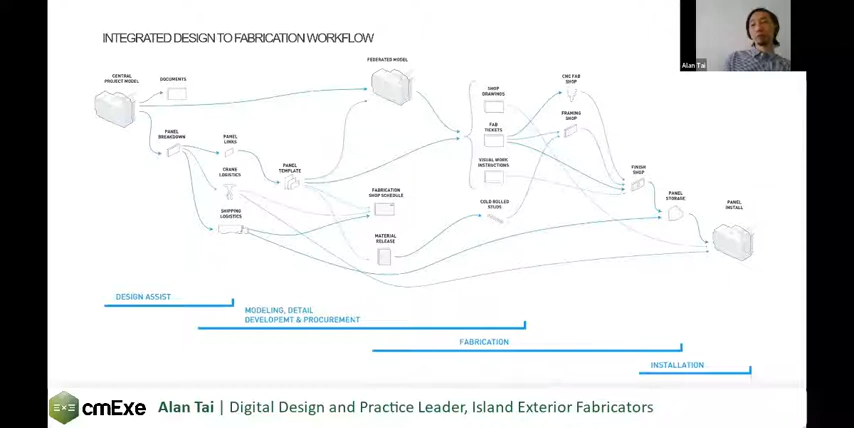 INTEGRATED DESIGN TO FABRICATION WORKFLOW
Alan Tai
CENTRAL
PROJECT MODEL
DOCUMENTS
FEDERATED MODEL
PANEL
BREAKDOWN
PANEL
LINKS
CRANE
LOGISTICS
SHIPPING
LOGISTICS
PANEL
TEMPLATE
FABRICATION
SHOP SCHEDULE
MATERIAL
RELEASE
SHOP
DRAWINGS
FAB
TICKETS
VISUAL WORK
INSTRUCTIONS
COLD ROLLED
STUDS
CNC FAB
SHOP
FRAMING
SHOP
FINISH
SHOP
PANEL
STORAGE
PANEL
INSTALL
DESIGN ASSIST
MODELING, DETAIL
DEVELOPEMT & PROCUREMENT
FABRICATION
INSTALLATION
EXE
cmExe
Alan Tai | Digital Design and Practice Leader, Island Exterior Fabricators